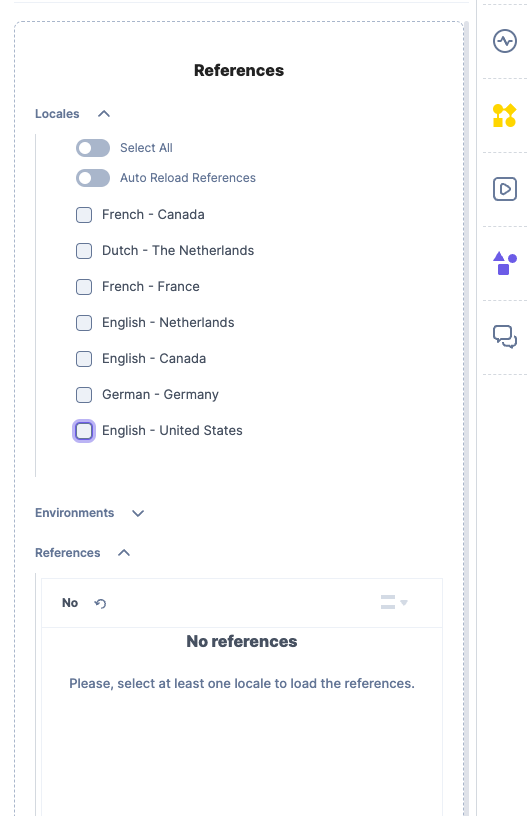 References
Locales
Select All
Auto Reload References
French - Canada
Dutch - The Netherlands
French - France
English - Netherlands
English - Canada
German - Germany
English - United States
Environments
References
No
No references
Please, select at least one locale to load the references.